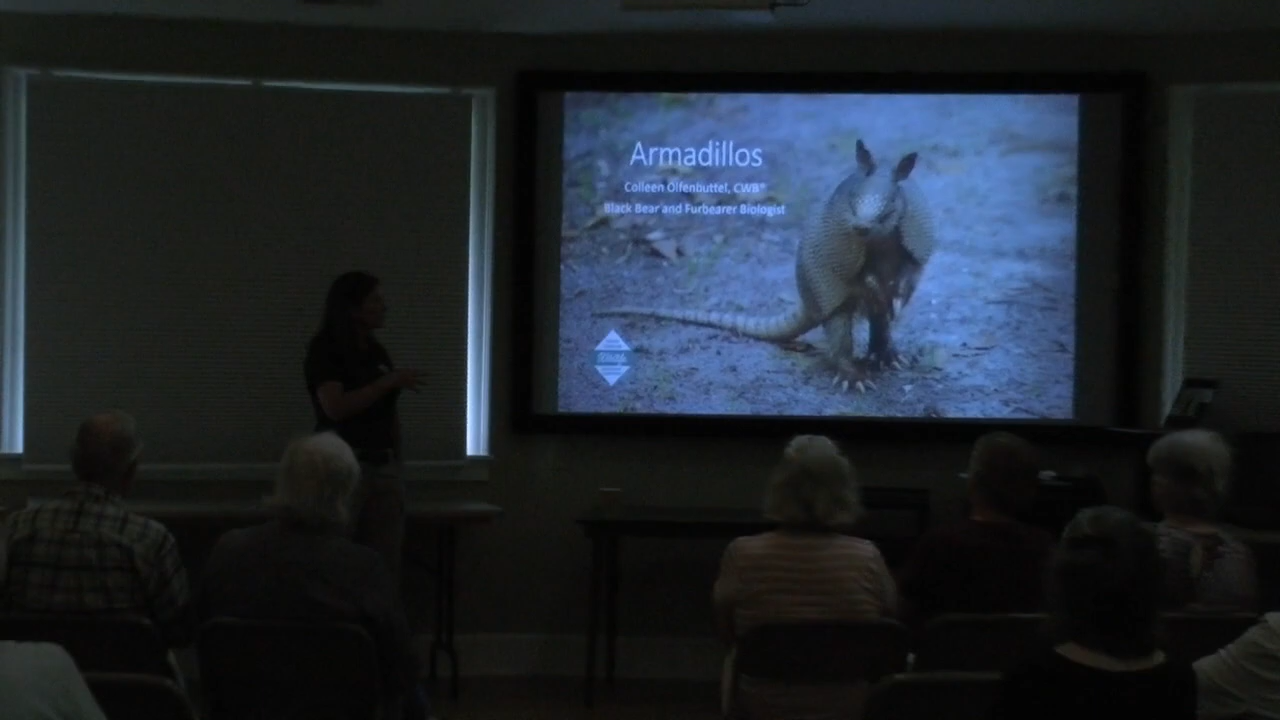 Armadillos
Colleen Olfenbuttel, CWB®
Black Bear and Furbearer Biologist